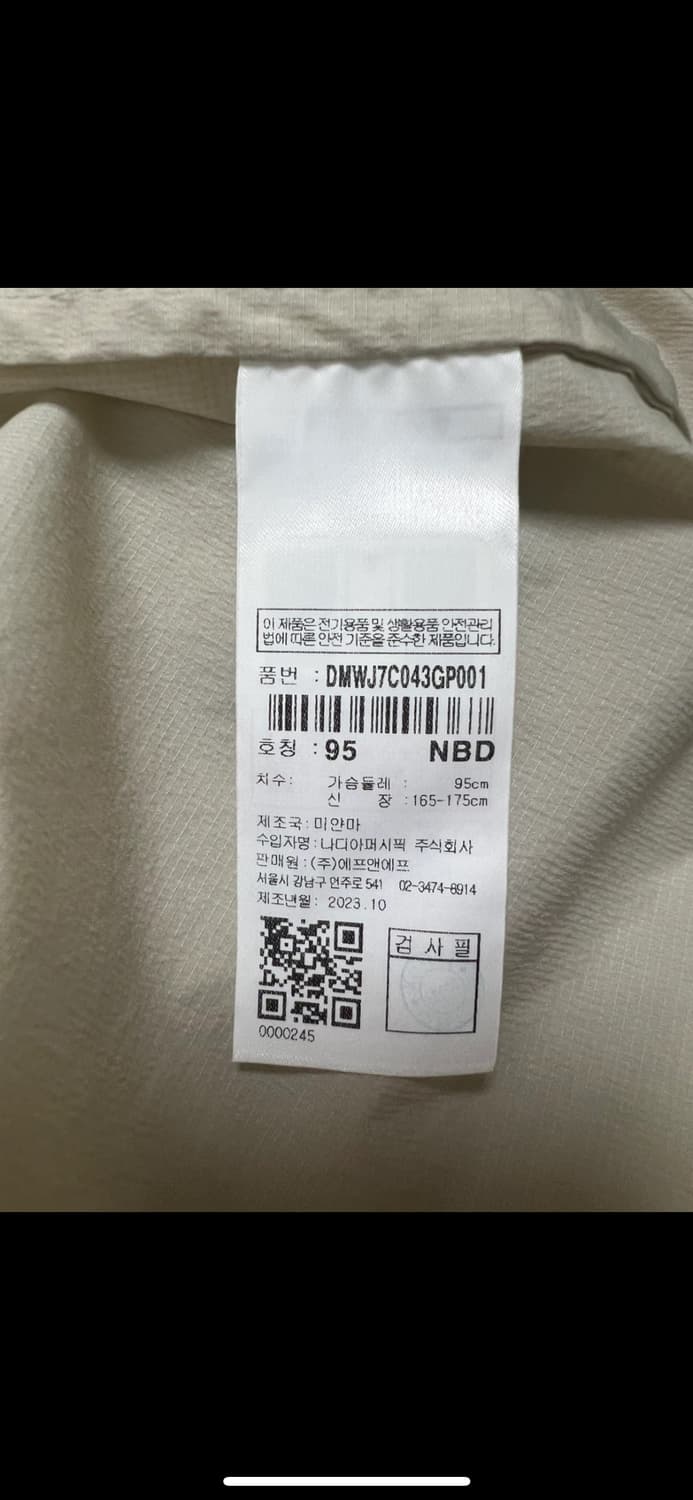 이 제품은 전기용품 및 생활용품 안전관리
법에 따른 안전 기준을 준수한 제품입니다.
품번 : DMWJ7C043GP001
호칭 : 95 NBD
치수: 가슴둘레 : 95cm
신 장 : 165-175cm
제조국: 미얀마
수입자명 : 나디아퍼시픽 주식회사
판매원 : (주)에프앤에프
서울시 강남구 언주로 541 02-3474-8914
제조년월: 2023.10
검 사 필
0000245